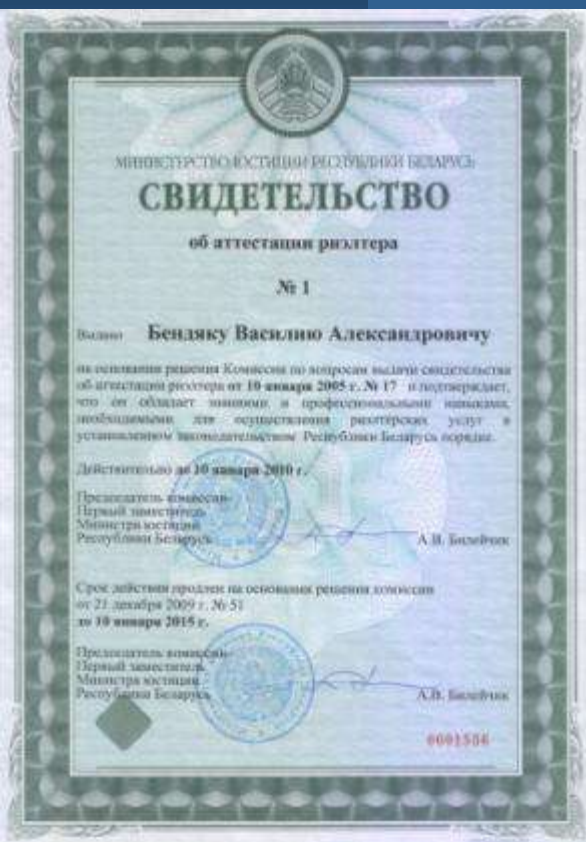 МИНИСТЕРСТВО ЮСТИЦИИ РЕСПУБЛИКИ БЕЛАРУСЬ
СВИДЕТЕЛЬСТВО
об аттестации риэлтера
№ 1
Выдано Бендяку Василию Александровичу
на основании решения Комиссии по вопросам выдачи свидетельства
об аттестации риэлтера от 10 января 2005 г. № 17 и подтверждает,
что он обладает знаниями и профессиональными навыками,
необходимыми для осуществления риэлтерских услуг в
установленном законодательством Республики Беларусь порядке.
Действительно до 10 января 2010 г.
Председатель комиссии-
Первый заместитель
Министра юстиции
Республики Беларусь А.В. Билейчик
Срок действия продлен на основании решения комиссии
от 21 декабря 2009 г. № 51
до 10 января 2015 г.
Председатель комиссии-
Первый заместитель
Министра юстиции
Республики Беларусь А.В. Билейчик